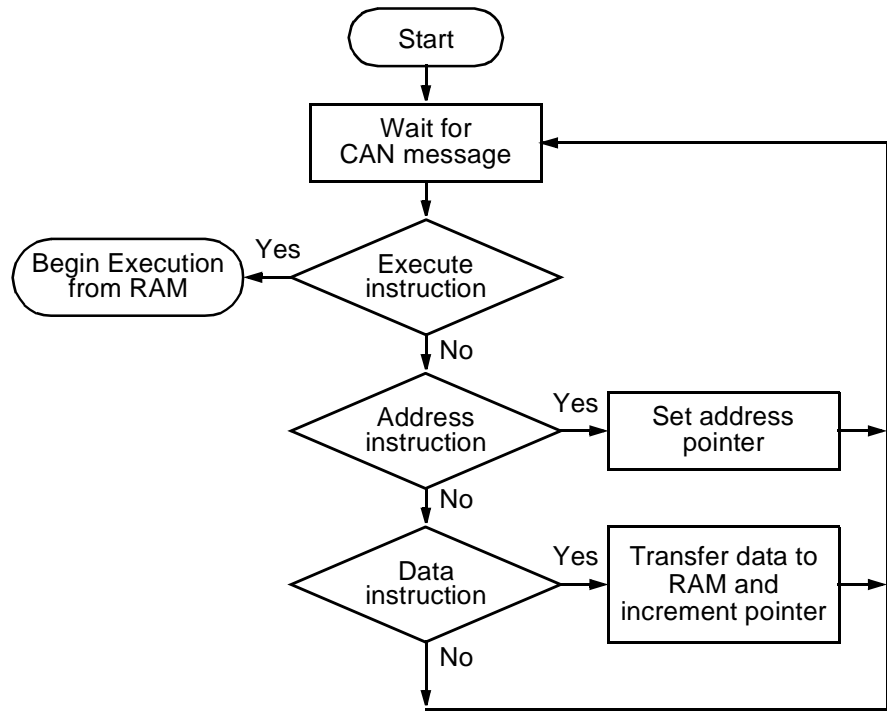 Start
Wait for
CAN message
Yes
Begin Execution
from RAM
Execute
instruction
No
Address
instruction
Yes
Set address
pointer
No
Data
instruction
Yes
Transfer data to
RAM and
increment pointer
No